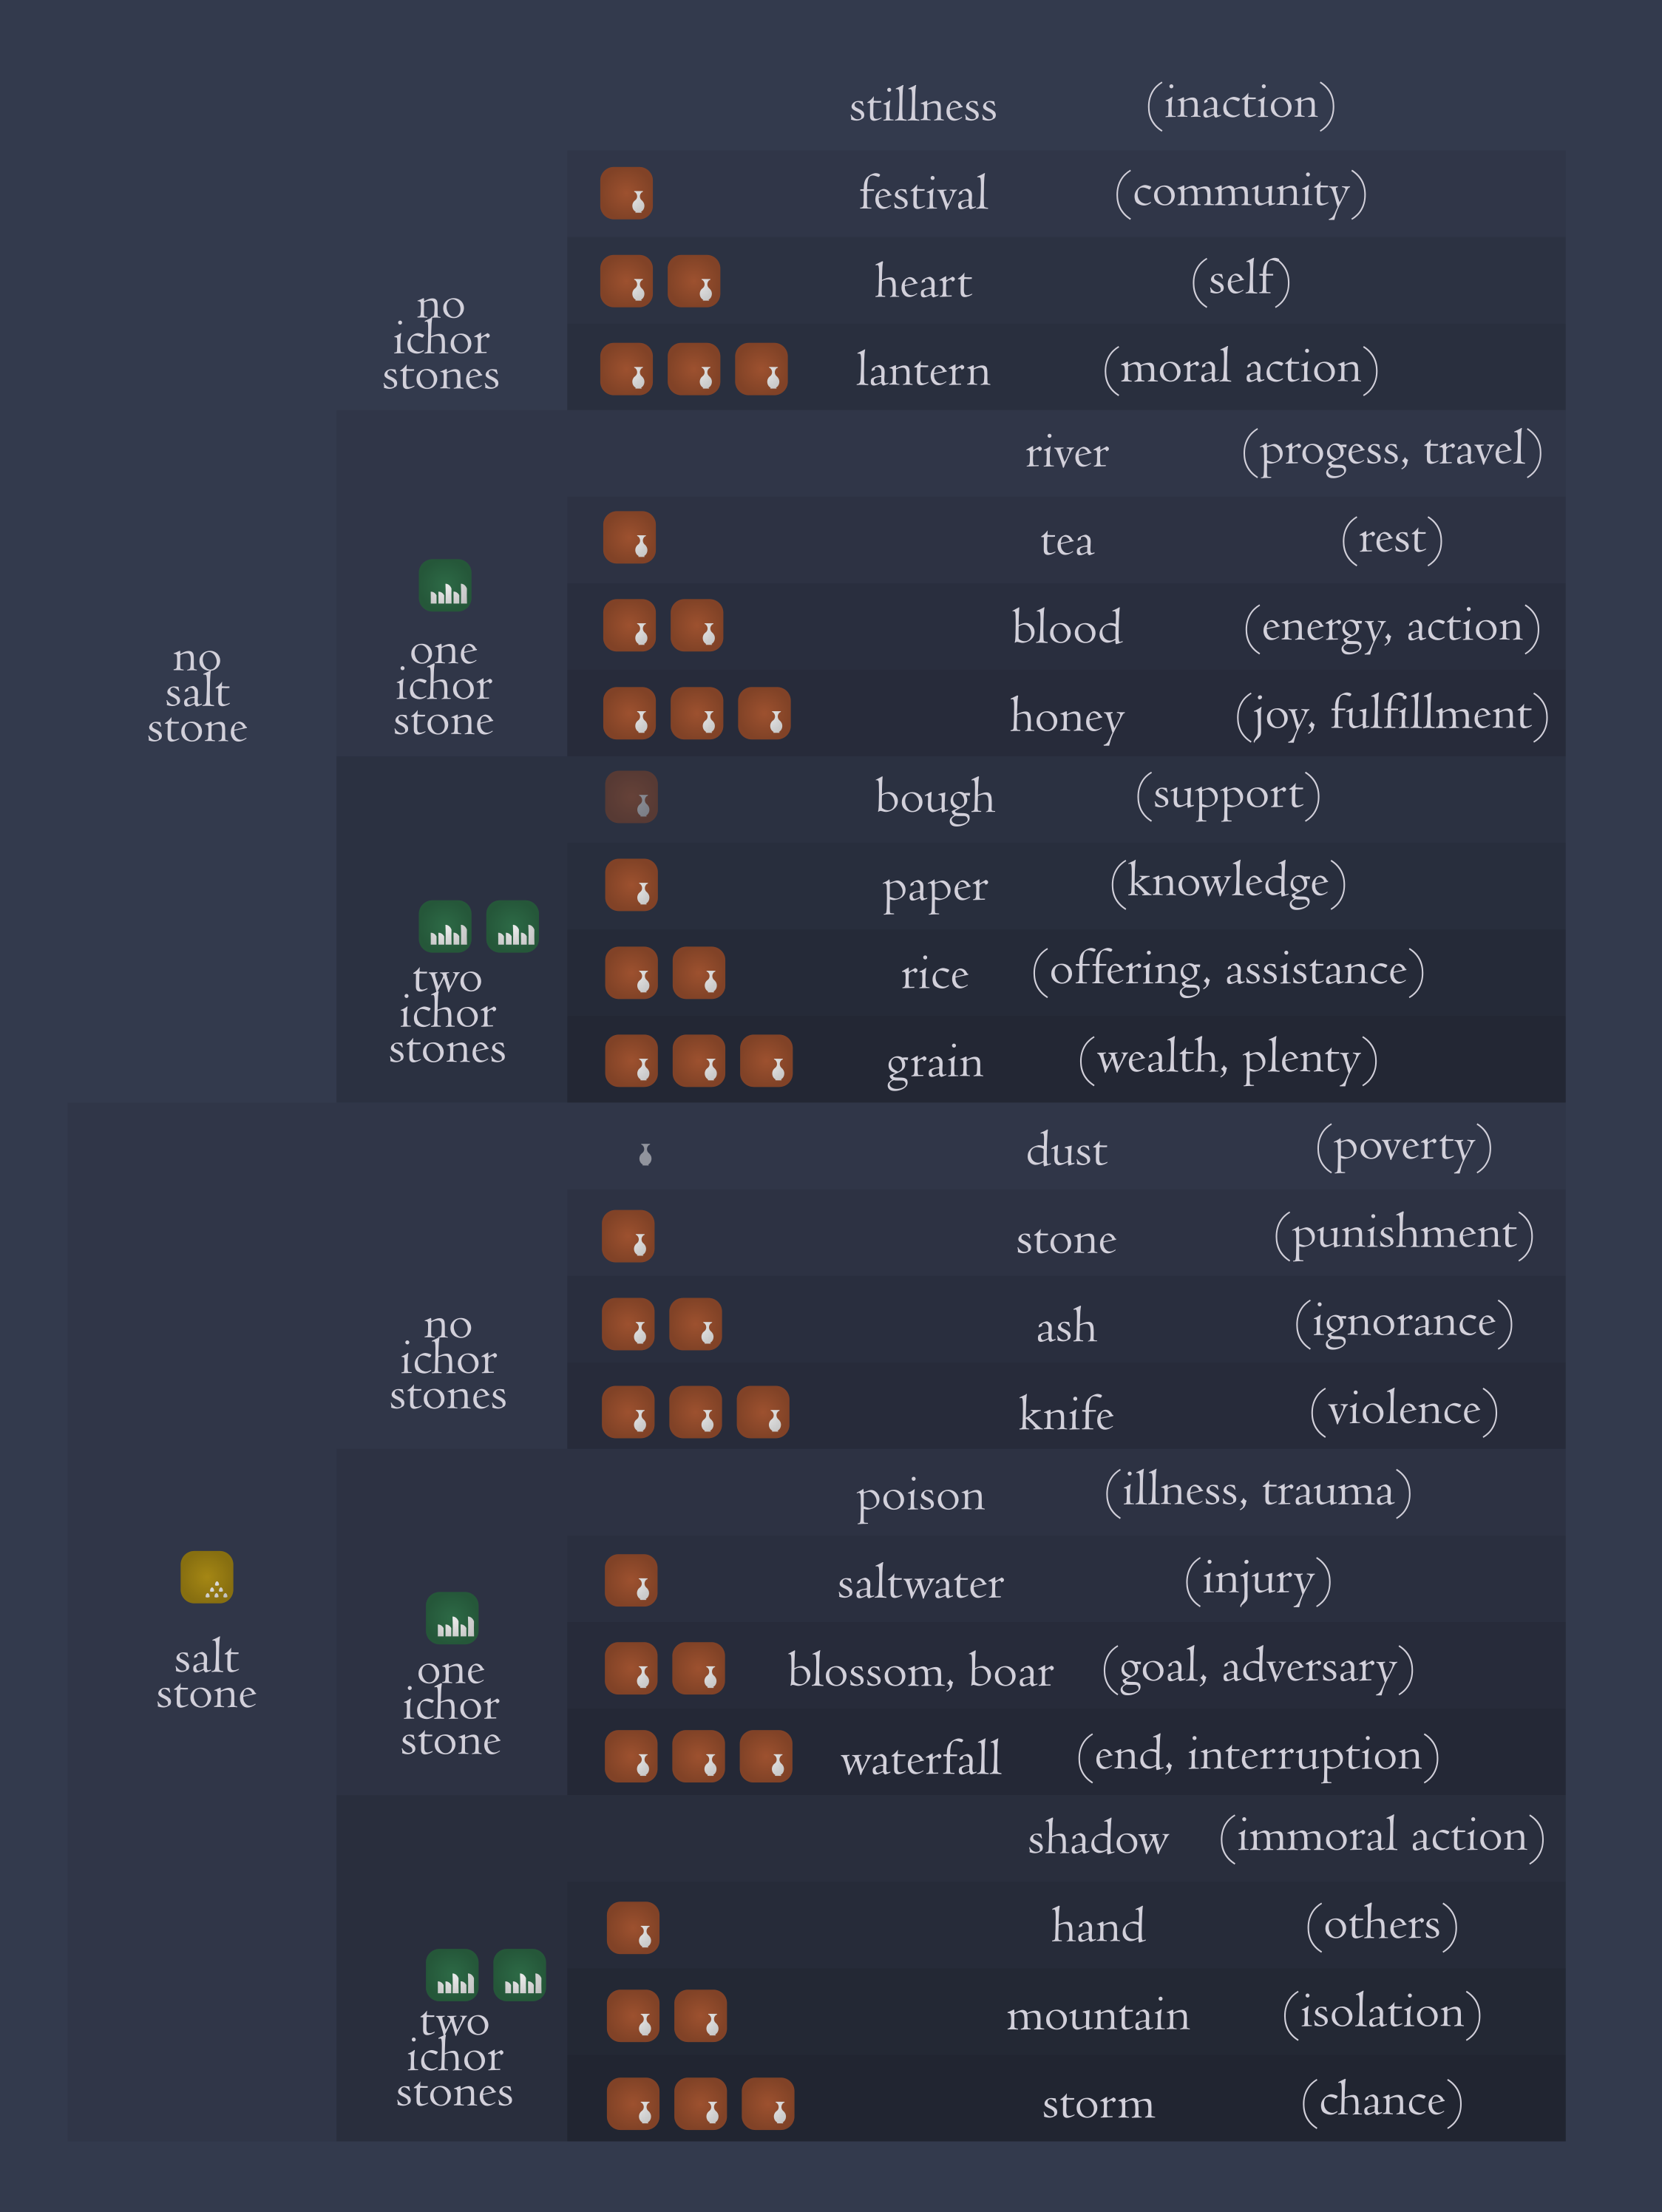 stillness (inaction)
festival (community)
heart (self)
lantern (moral action)
no
ichor
stones
river (progess, travel)
tea (rest)
blood (energy, action)
honey (joy, fulfillment)
one
ichor
stone
no
salt
stone
bough (support)
paper (knowledge)
rice (offering, assistance)
grain (wealth, plenty)
two
ichor
stones
dust (poverty)
stone (punishment)
ash (ignorance)
knife (violence)
no
ichor
stones
poison (illness, trauma)
saltwater (injury)
blossom, boar (goal, adversary)
waterfall (end, interruption)
one
ichor
stone
salt
stone
shadow (immoral action)
hand (others)
mountain (isolation)
storm (chance)
two
ichor
stones